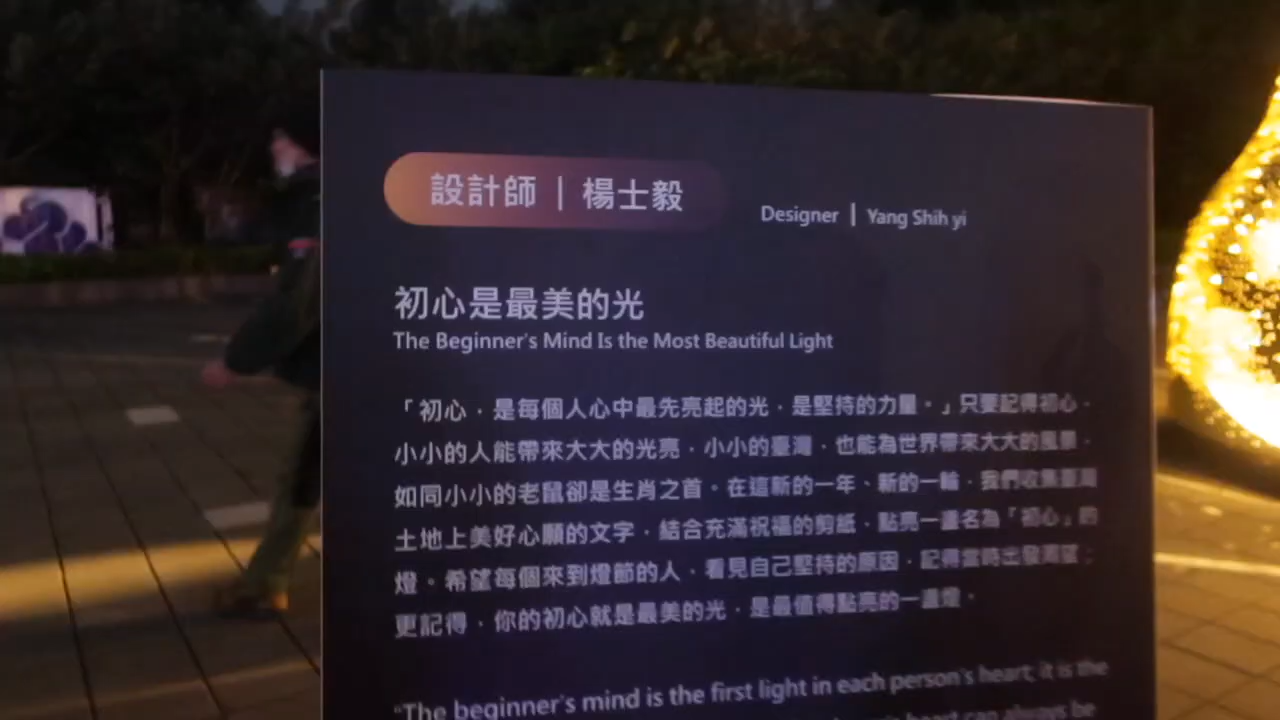 設計師｜楊士毅
Designer | Yang Shih yi
初心是最美的光
The Beginner's Mind Is the Most Beautiful Light
「初心，是每個人心中最先亮起的光，是堅持的力量。」只要記得初心，
小小的人能帶來大大的光亮，小小的臺灣，也能為世界帶來大大的風景，
如同小小的老鼠卻是生肖之首。在這新的一年、新的一輪，我們收集臺灣
土地上美好心願的文字，結合充滿祝福的剪紙，點亮一盞名為「初心」的
燈。希望每個來到燈節的人，看見自己堅持的原因，記得當時出發的渴望；
更記得，你的初心就是最美的光，是最值得點亮的一盞燈。
"The beginner's mind is the first light in each person's heart; it is the
heart can always be